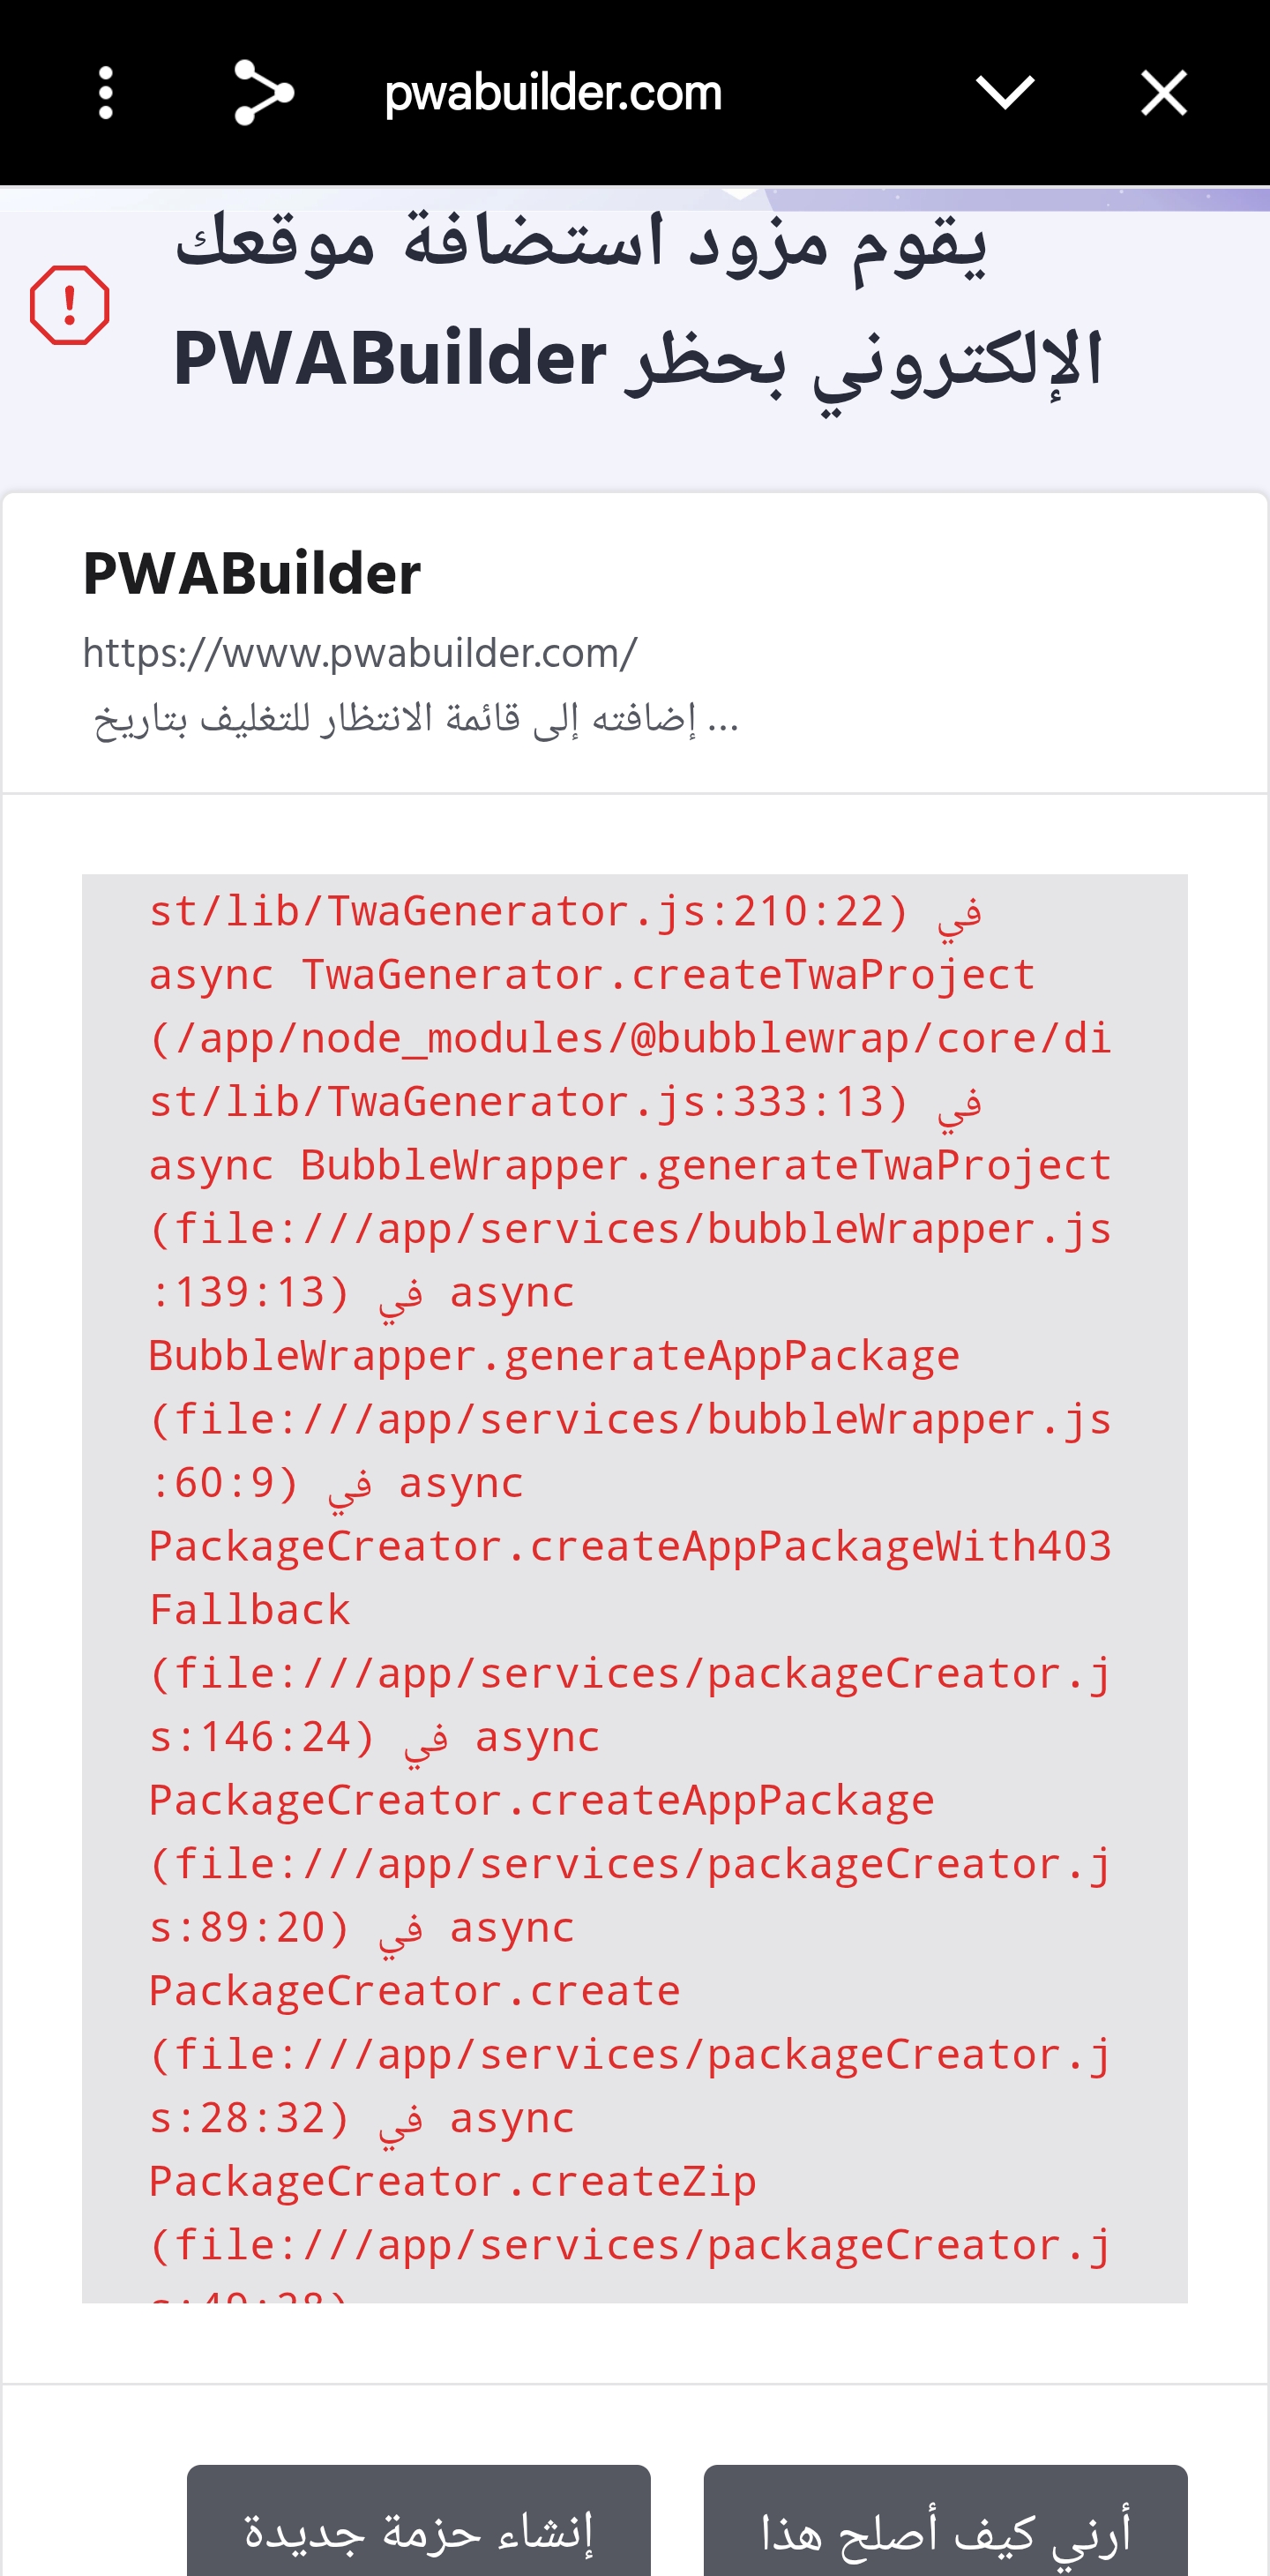 pwabuilder.com
يقوم مزود استضافة موقعك
الإلكتروني بحظر PWABuilder
PWABuilder
https://www.pwabuilder.com/
إضافته إلى قائمة الانتظار للتغليف بتاريخ ...
st/lib/TwaGenerator.js:210:22) في
async TwaGenerator.createTwaProject
(/app/node_modules/@bubblewrap/core/di
st/lib/TwaGenerator.js:333:13) في
async BubbleWrapper.generateTwaProject
(file:///app/services/bubbleWrapper.js
:139:13) في async
BubbleWrapper.generateAppPackage
(file:///app/services/bubbleWrapper.js
:60:9) في async
PackageCreator.createAppPackageWith403
Fallback
(file:///app/services/packageCreator.j
s:146:24) في async
PackageCreator.createAppPackage
(file:///app/services/packageCreator.j
s:89:20) في async
PackageCreator.create
(file:///app/services/packageCreator.j
s:28:32) في async
PackageCreator.createZip
(file:///app/services/packageCreator.j
أرني كيف أصلح هذا
إنشاء حزمة جديدة